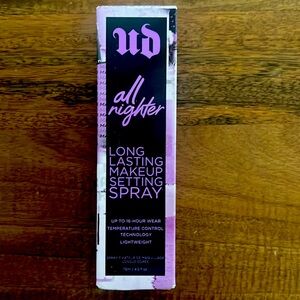 UD
all
nighter
LONG
LASTING
MAKEUP
SETTING
SPRAY
UP TO 16-HOUR WEAR
TEMPERATURE CONTROL
TECHNOLOGY
LIGHTWEIGHT